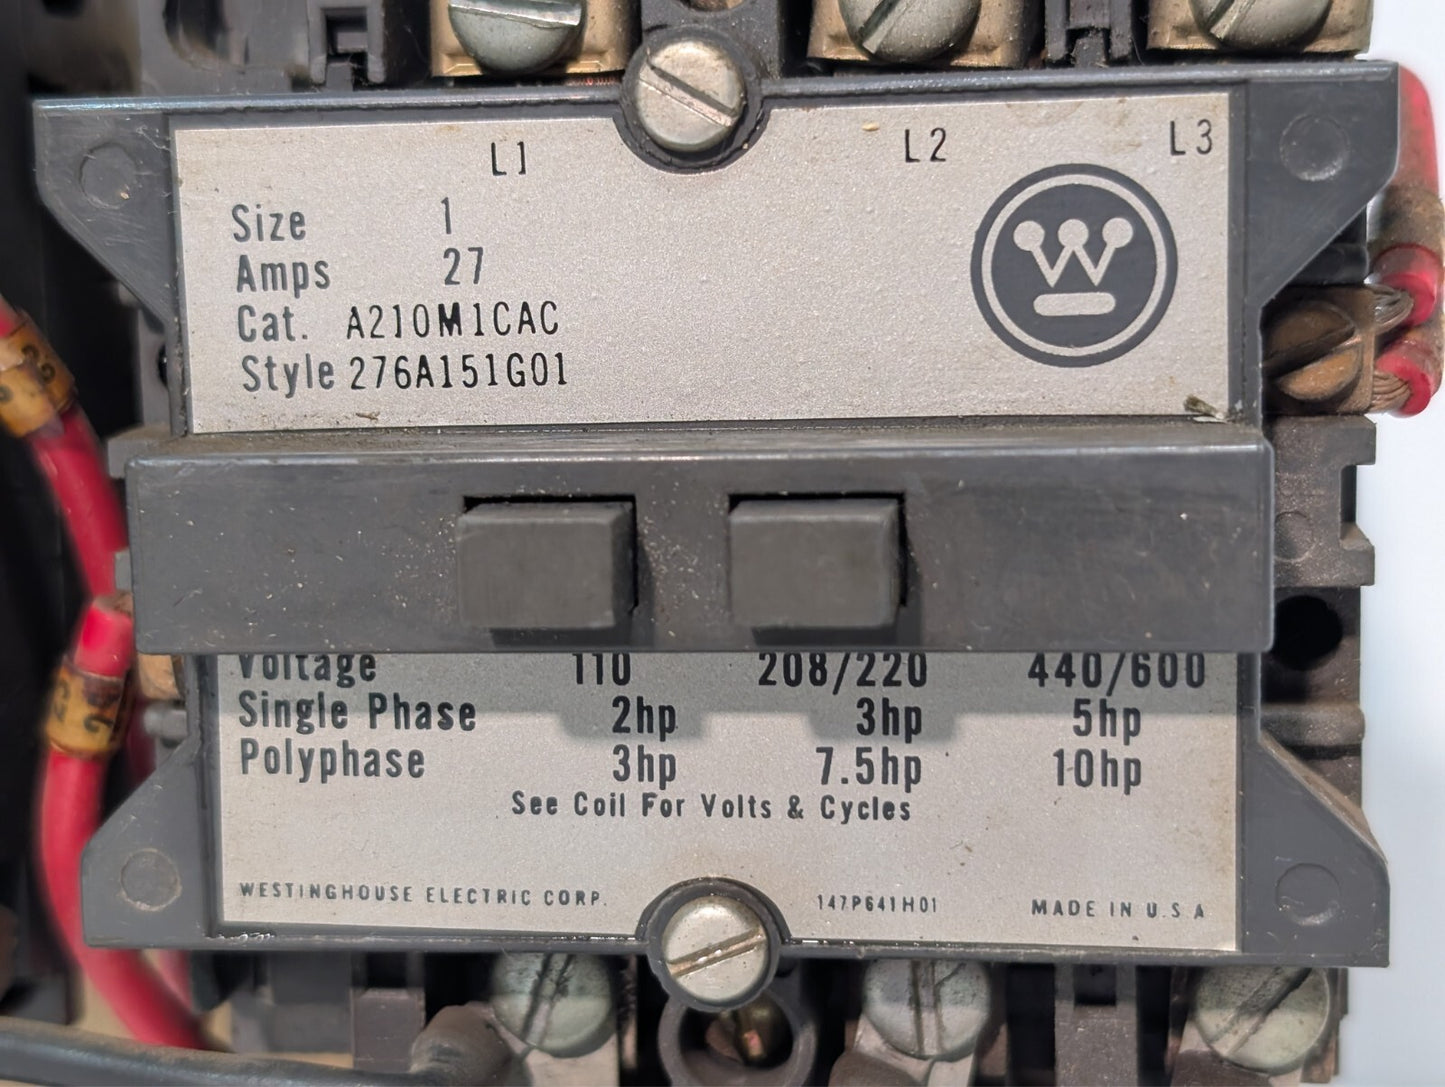 L1 L2 L3
Size 1
Amps 27
Cat. A210M1CAC
Style 276A151G01
W
Voltage 110 208/220 440/600
Single Phase 2hp 3hp 5hp
Polyphase 3hp 7.5hp 10hp
See Coil For Volts & Cycles
WESTINGHOUSE ELECTRIC CORP. 147P641H01 MADE IN U.S A